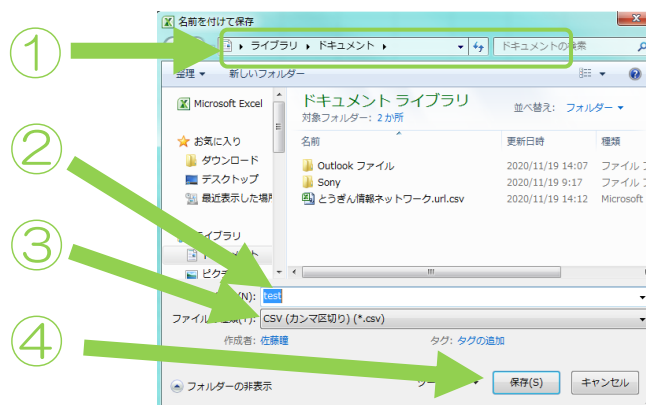 名前を付けて保存
①
ライブラリ ▸ ドキュメント ▸
ドキュメントの検索
整理 ▼ 新しいフォルダー
Microsoft Excel
ドキュメント ライブラリ
対象フォルダー: 2か所
並べ替え: フォルダー ▼
お気に入り
名前 更新日時 種類
②
ダウンロード
Outlook ファイル 2020/11/19 14:07 ファイル
デスクトップ
Sony 2020/11/19 9:17 ファイル
最近表示した場所
とうぎん情報ネットワーク.url.csv 2020/11/19 14:12 Microsoft
③
ライブラリ
(N): test
(T): CSV (カンマ区切り) (*.csv)
④
作成者: 佐藤瞳 タグ: タグの追加
フォルダーの非表示
保存(S)
キャンセル